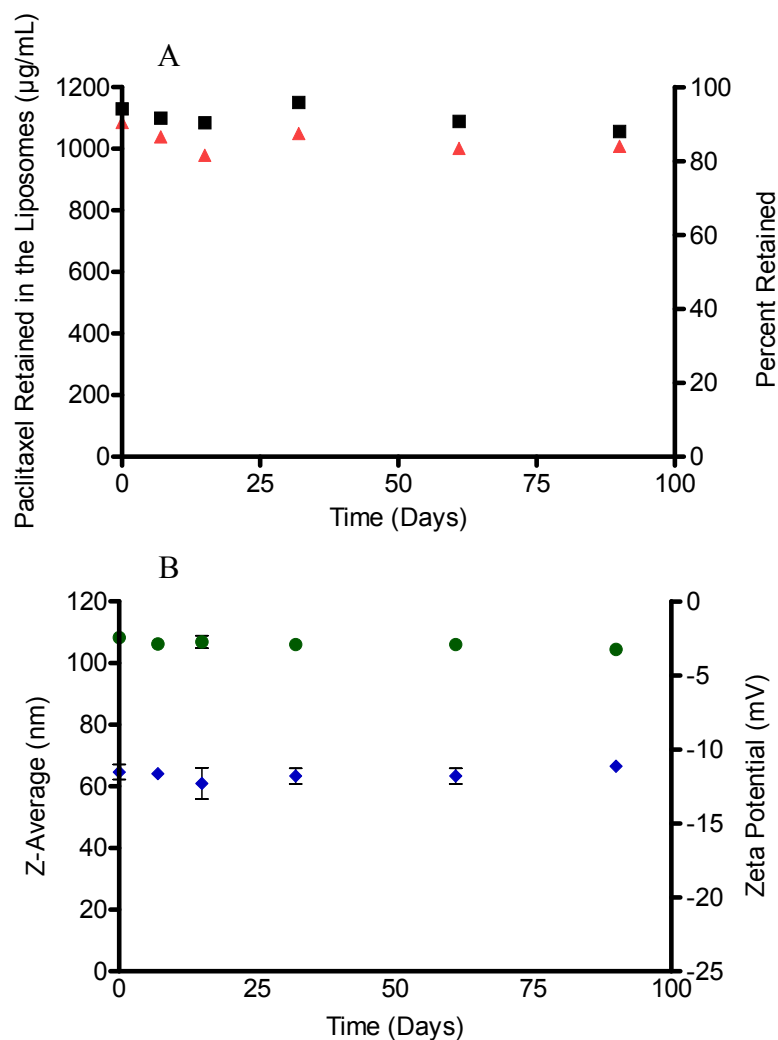 A
Paclitaxel Retained in the Liposomes (µg/mL)
1200
1000
800
600
400
200
0
100
80
60
40
20
0
Percent Retained
0 25 50 75 100
Time (Days)
B
Z-Average (nm)
120
100
80
60
40
20
0
0
-5
-10
-15
-20
-25
Zeta Potential (mV)
0 25 50 75 100
Time (Days)